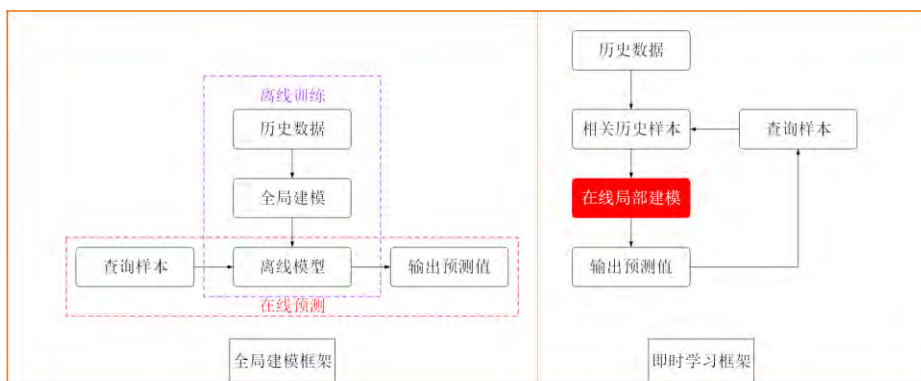 离线训练
历史数据
全局建模
查询样本
离线模型
输出预测值
在线预测
全局建模框架
历史数据
相关历史样本
查询样本
在线局部建模
输出预测值
即时学习框架